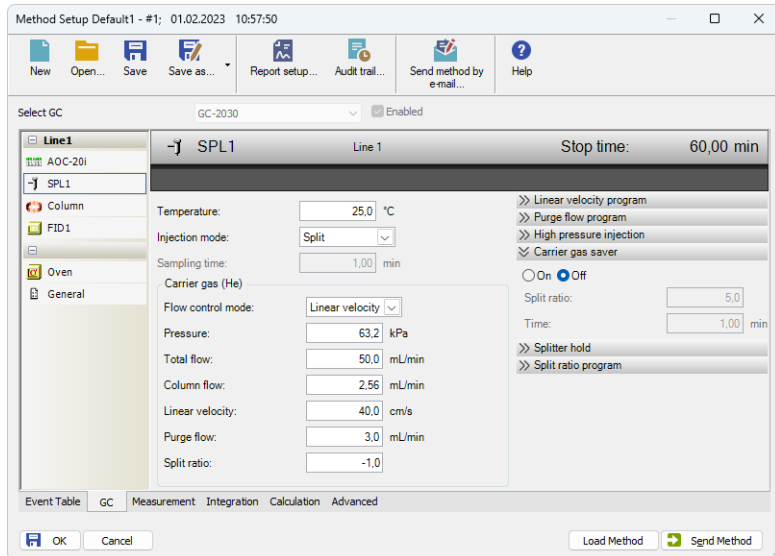 Method Setup Default1 - #1; 01.02.2023 10:57:50
New Open... Save Save as... Report setup... Audit trail... Send method by e-mail... Help
Select GC GC-2030 Enabled
Line1
AOC-20i
SPL1
Column
FID1
Oven
General
SPL1 Line 1 Stop time: 60,00 min
Temperature: 25,0 °C
Injection mode: Split
Sampling time: 1,00 min
Carrier gas (He)
Flow control mode: Linear velocity
Pressure: 63,2 kPa
Total flow: 50,0 mL/min
Column flow: 2,56 mL/min
Linear velocity: 40,0 cm/s
Purge flow: 3,0 mL/min
Split ratio: -1,0
Linear velocity program
Purge flow program
High pressure injection
Carrier gas saver
On Off
Split ratio: 5,0
Time: 1,00 min
Splitter hold
Split ratio program
Event Table GC Measurement Integration Calculation Advanced
OK Cancel Load Method Send Method